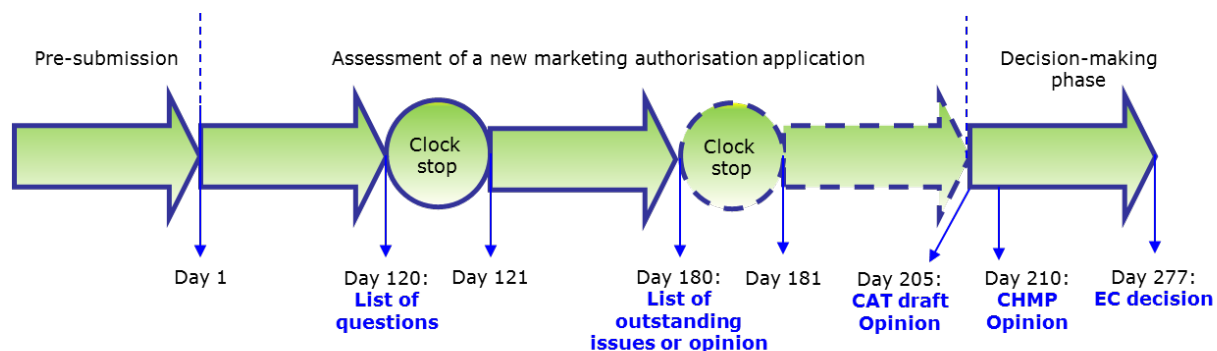 Pre-submission
Assessment of a new marketing authorisation application
Decision-making
phase
Clock
stop
Clock
stop
Day 1
Day 120:
List of
questions
Day 121
Day 180:
List of
outstanding
issues or opinion
Day 181
Day 205:
CAT draft
Opinion
Day 210:
CHMP
Opinion
Day 277:
EC decision